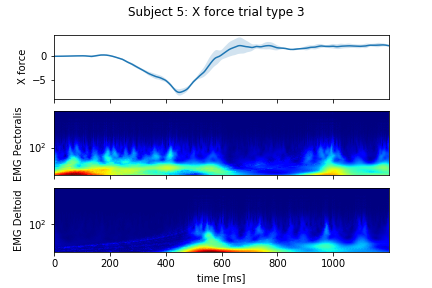 Subject 5: X force trial type 3
X force
0
−5
EMG Pectoralis
10²
EMG Deltoid
10²
0 200 400 600 800 1000
time [ms]